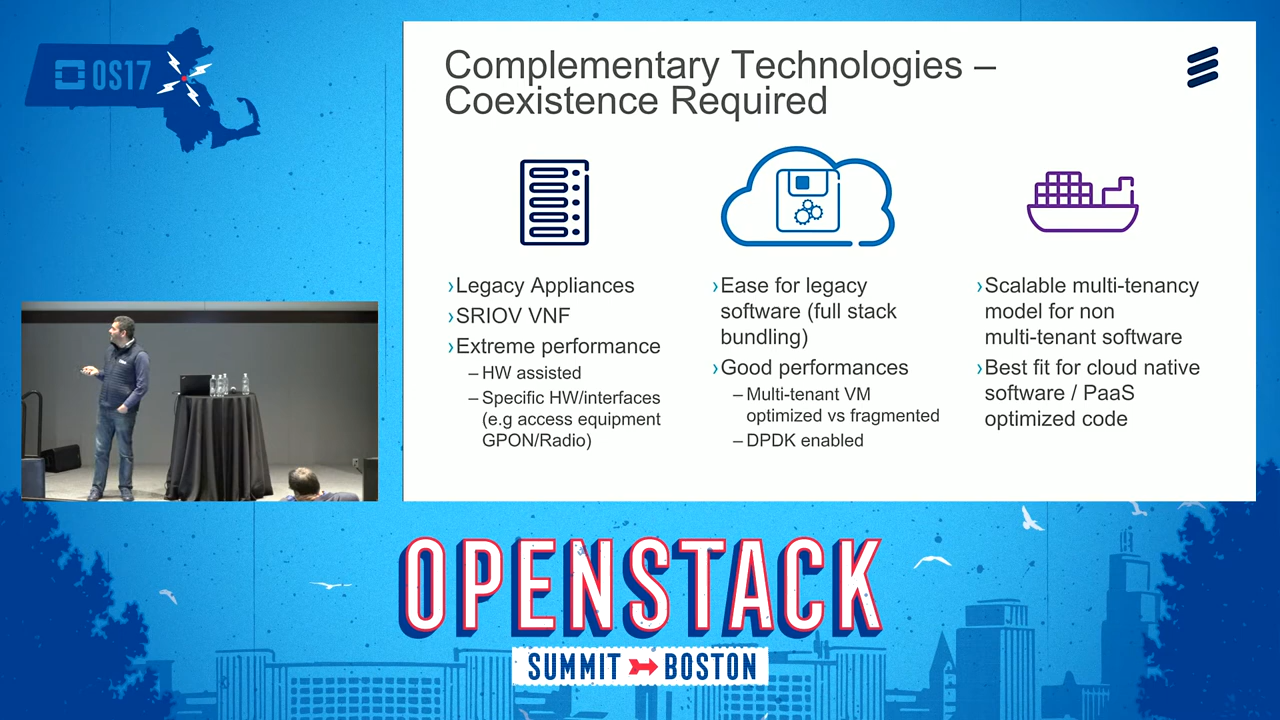 OS17
Complementary Technologies –
Coexistence Required
›Legacy Appliances
›SRIOV VNF
›Extreme performance
– HW assisted
– Specific HW/interfaces
(e.g access equipment
GPON/Radio)
›Ease for legacy
software (full stack
bundling)
›Good performances
– Multi-tenant VM
optimized vs fragmented
– DPDK enabled
›Scalable multi-tenancy
model for non
multi-tenant software
›Best fit for cloud native
software / PaaS
optimized code
OPENSTACK
SUMMIT BOSTON